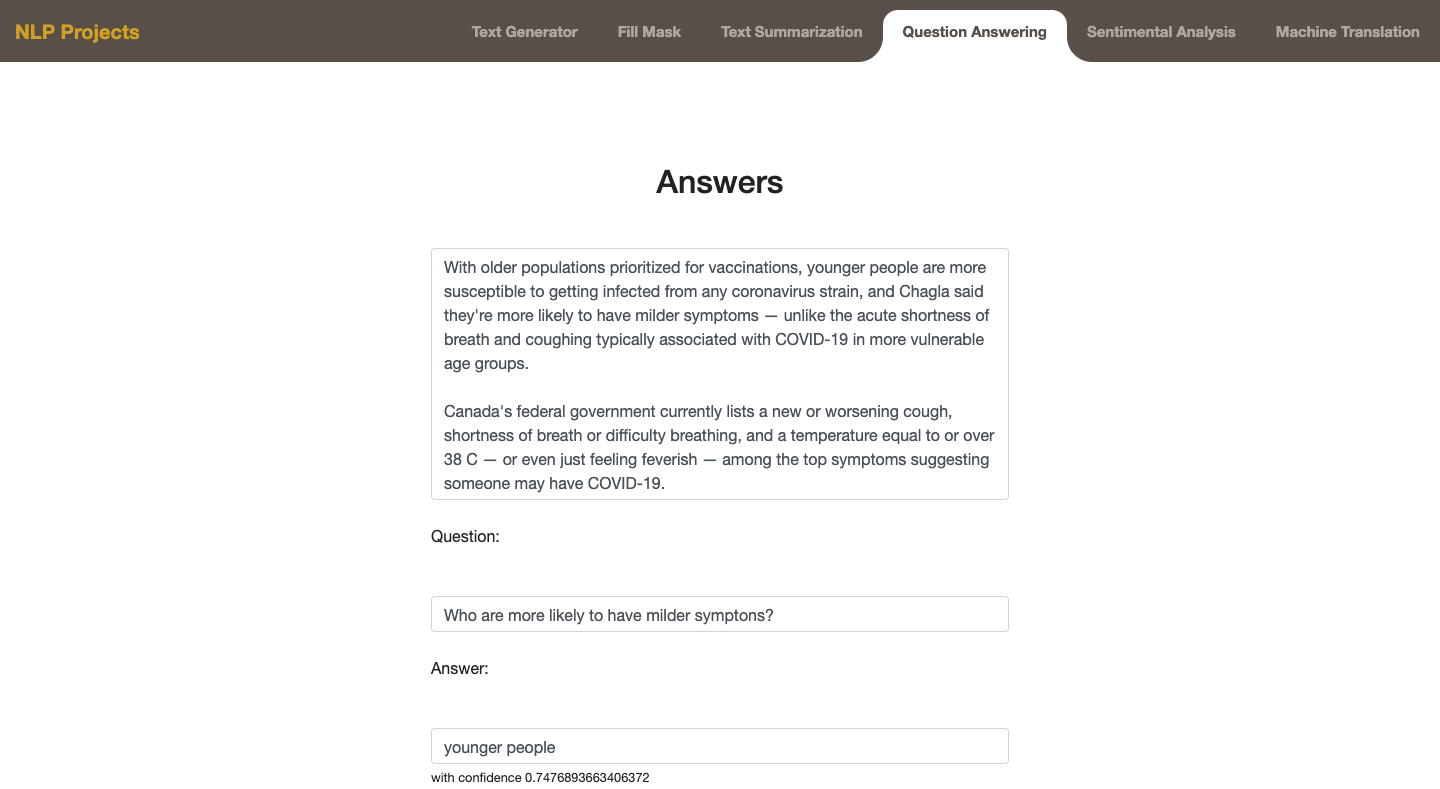 NLP Projects
Text Generator
Fill Mask
Text Summarization
Question Answering
Sentimental Analysis
Machine Translation
Answers
With older populations prioritized for vaccinations, younger people are more
susceptible to getting infected from any coronavirus strain, and Chagla said
they're more likely to have milder symptoms — unlike the acute shortness of
breath and coughing typically associated with COVID-19 in more vulnerable
age groups.
Canada's federal government currently lists a new or worsening cough,
shortness of breath or difficulty breathing, and a temperature equal to or over
38 C — or even just feeling feverish — among the top symptoms suggesting
someone may have COVID-19.
Question:
Who are more likely to have milder symptons?
Answer:
younger people
with confidence 0.7476893663406372